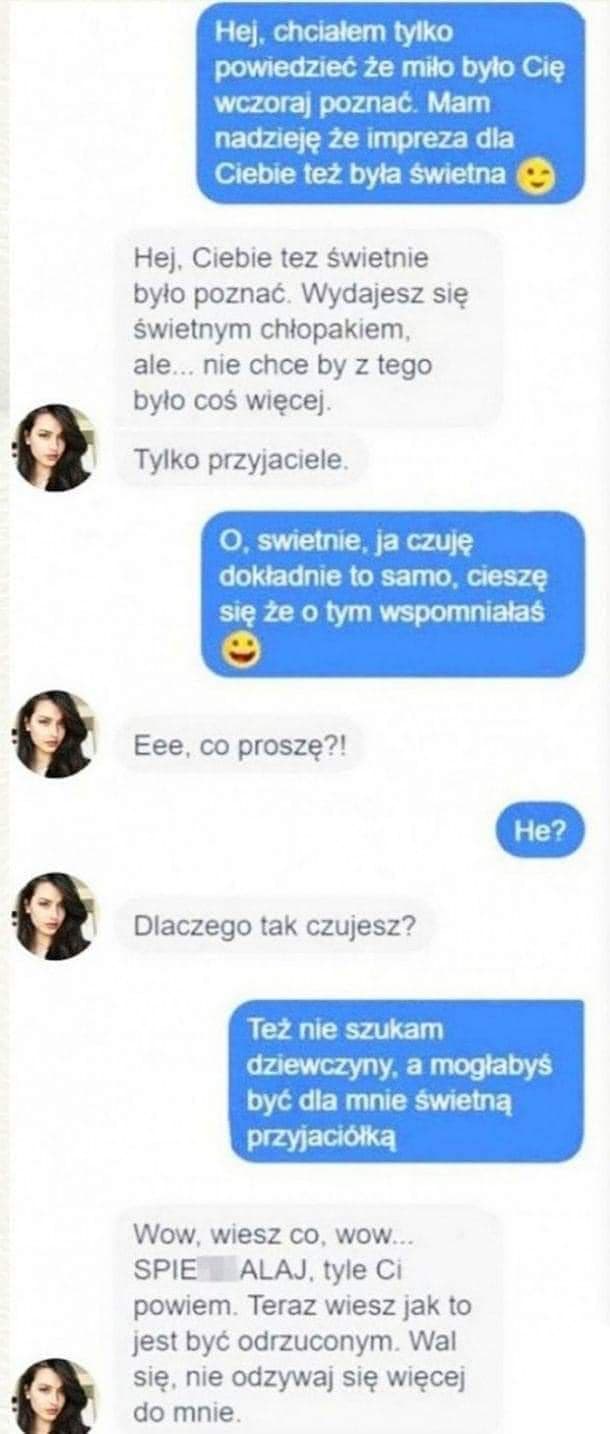 Hej, chciałem tylko
powiedzieć że miło było Cię
wczoraj poznać. Mam
nadzieję że impreza dla
Ciebie też była świetna 😉
Hej, Ciebie tez świetnie
było poznać. Wydajesz się
świetnym chłopakiem,
ale... nie chce by z tego
było coś więcej.
Tylko przyjaciele.
O, swietnie, ja czuję
dokładnie to samo, cieszę
się że o tym wspomniałaś
😀
Eee, co proszę?!
He?
Dlaczego tak czujesz?
Też nie szukam
dziewczyny, a mogłabyś
być dla mnie świetną
przyjaciółką
Wow, wiesz co, wow...
SPIE ALAJ, tyle Ci
powiem. Teraz wiesz jak to
jest być odrzuconym. Wal
się, nie odzywaj się więcej
do mnie.